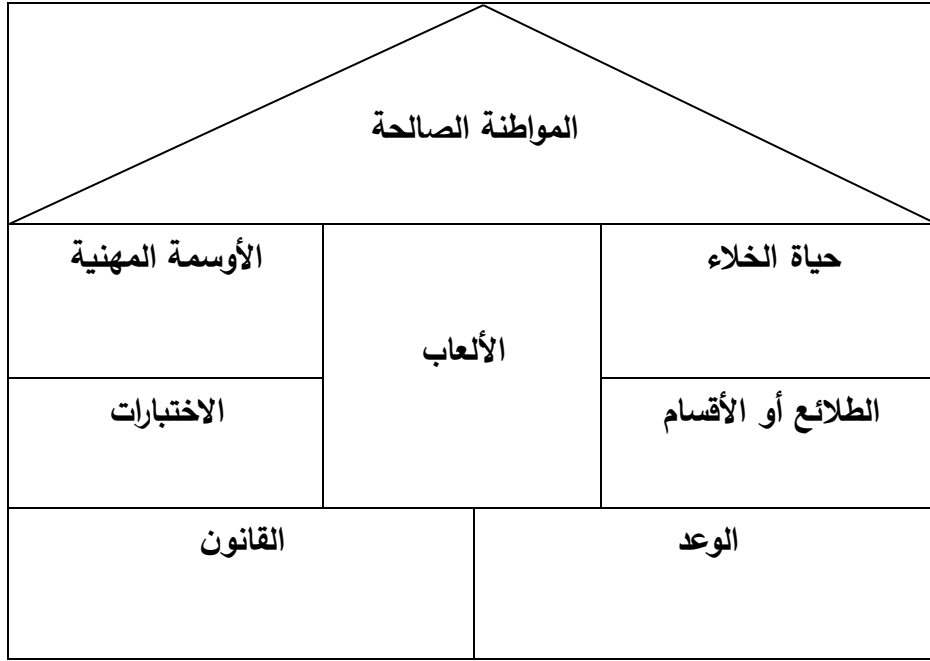 المواطنة الصالحة
حياة الخلاء
الأوسمة المهنية
الألعاب
الطلائع أو الأقسام
الاختبارات
الوعد
القانون